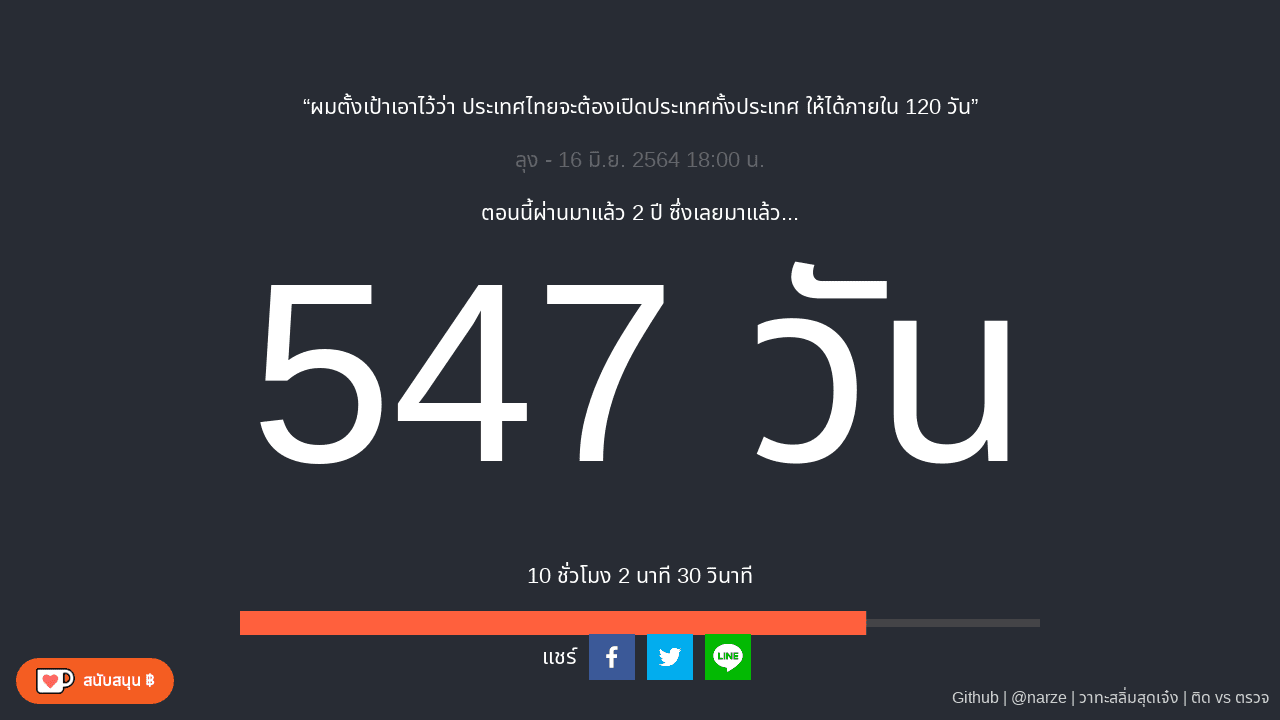 “ผมตั้งเป้าเอาไว้ว่า ประเทศไทยจะต้องเปิดประเทศทั้งประเทศ ให้ได้ภายใน 120 วัน”
ลุง - 16 มิ.ย. 2564 18:00 น.
ตอนนี้ผ่านมาแล้ว 2 ปี ซึ่งเลยมาแล้ว...
547 วัน
10 ชั่วโมง 2 นาที 30 วินาที
แชร์
LINE
สนับสนุน ฿
Github | @narze | วาทะสลิ่มสุดเจ๋ง | ติด vs ตรวจ